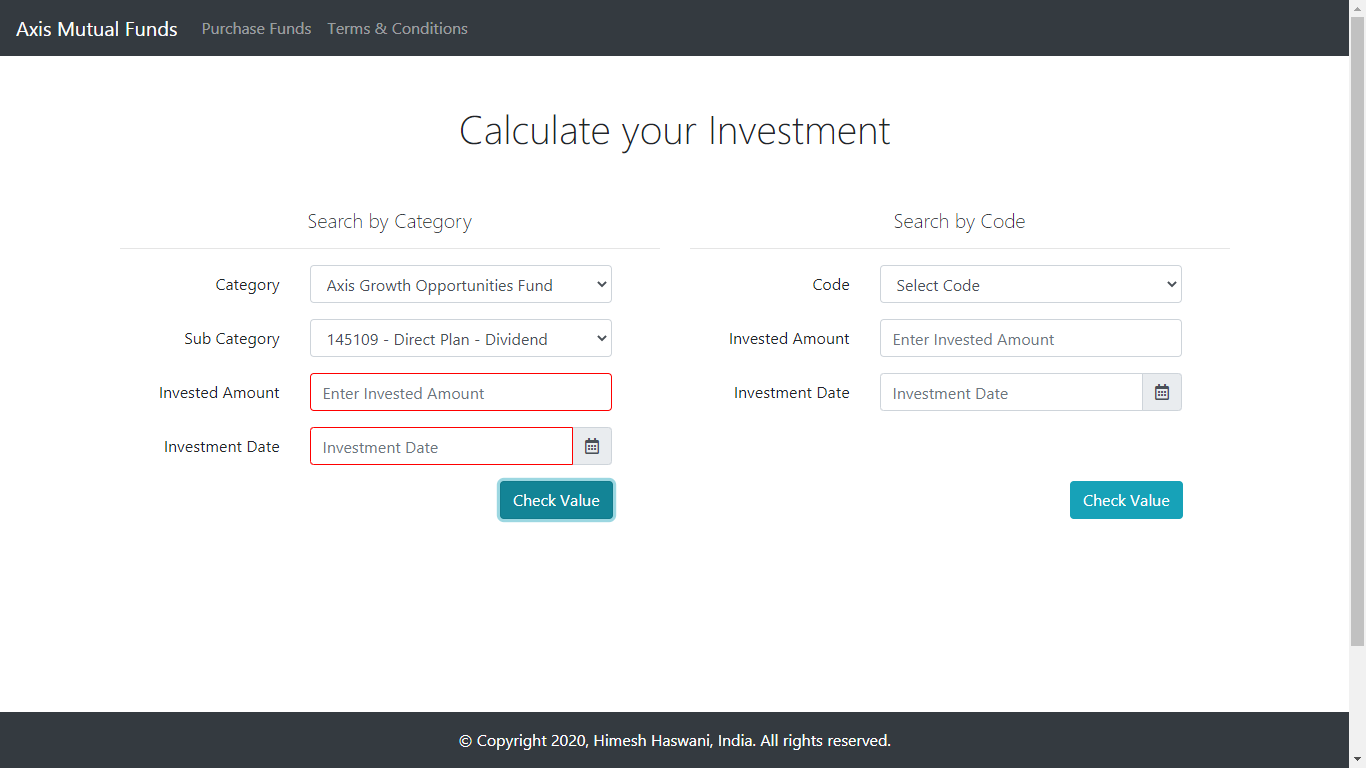 Axis Mutual Funds Purchase Funds Terms & Conditions
Calculate your Investment
Search by Category
Category Axis Growth Opportunities Fund
Sub Category 145109 - Direct Plan - Dividend
Invested Amount Enter Invested Amount
Investment Date Investment Date
Check Value
Search by Code
Code Select Code
Invested Amount Enter Invested Amount
Investment Date Investment Date
Check Value
© Copyright 2020, Himesh Haswani, India. All rights reserved.